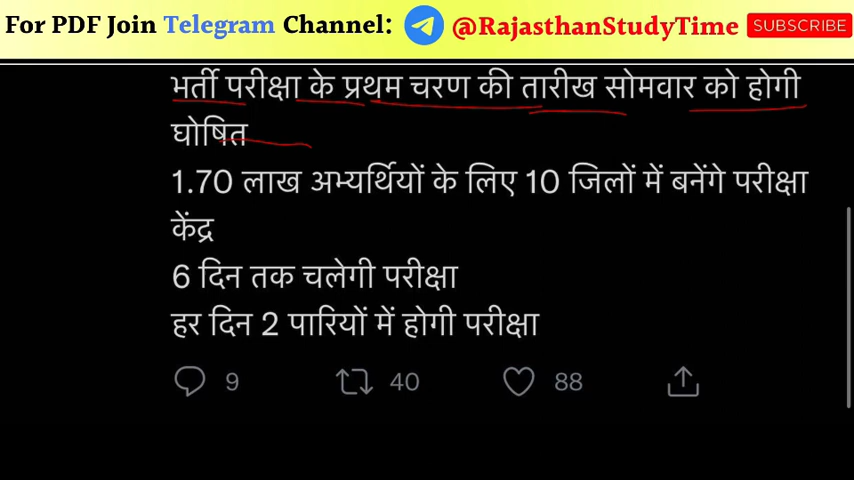 For PDF Join Telegram Channel: @RajasthanStudyTime SUBSCRIBE
भर्ती परीक्षा के प्रथम चरण की तारीख सोमवार को होगी
घोषित
1.70 लाख अभ्यर्थियों के लिए 10 जिलों में बनेंगे परीक्षा
केंद्र
6 दिन तक चलेगी परीक्षा
हर दिन 2 पारियों में होगी परीक्षा
9 40 88